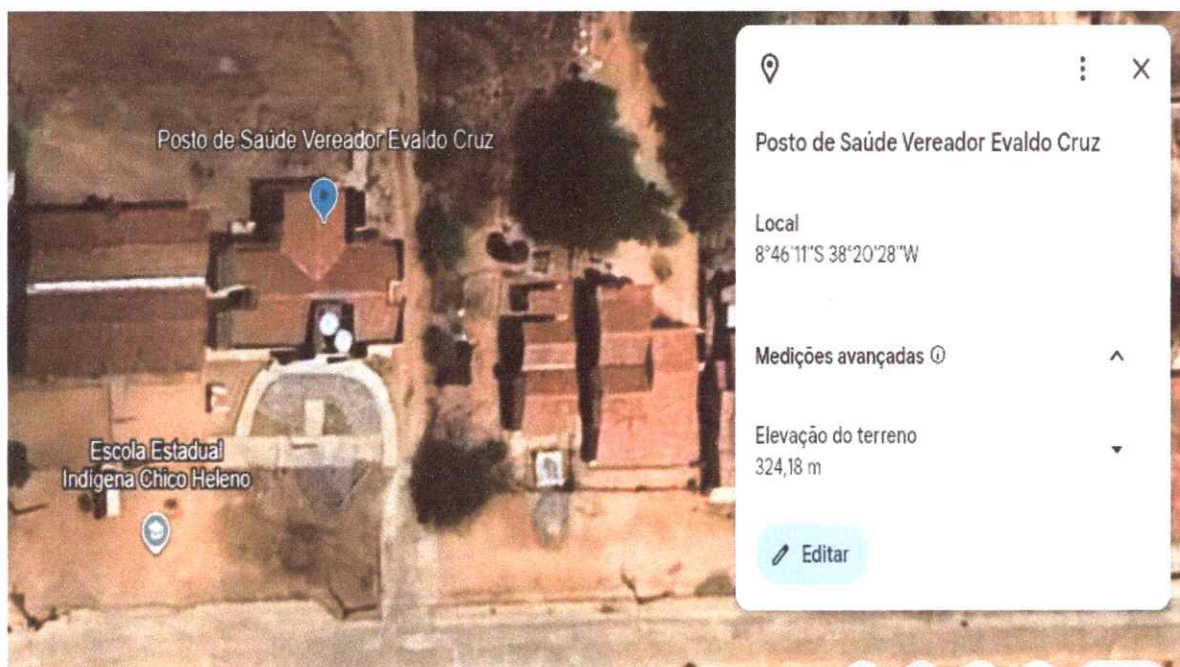 Posto de Saúde Vereador Evaldo Cruz
Escola Estadual
Indígena Chico Heleno
Posto de Saúde Vereador Evaldo Cruz
Local
8°46'11"S 38°20'28"W
Medições avançadas
Elevação do terreno
324,18 m
Editar